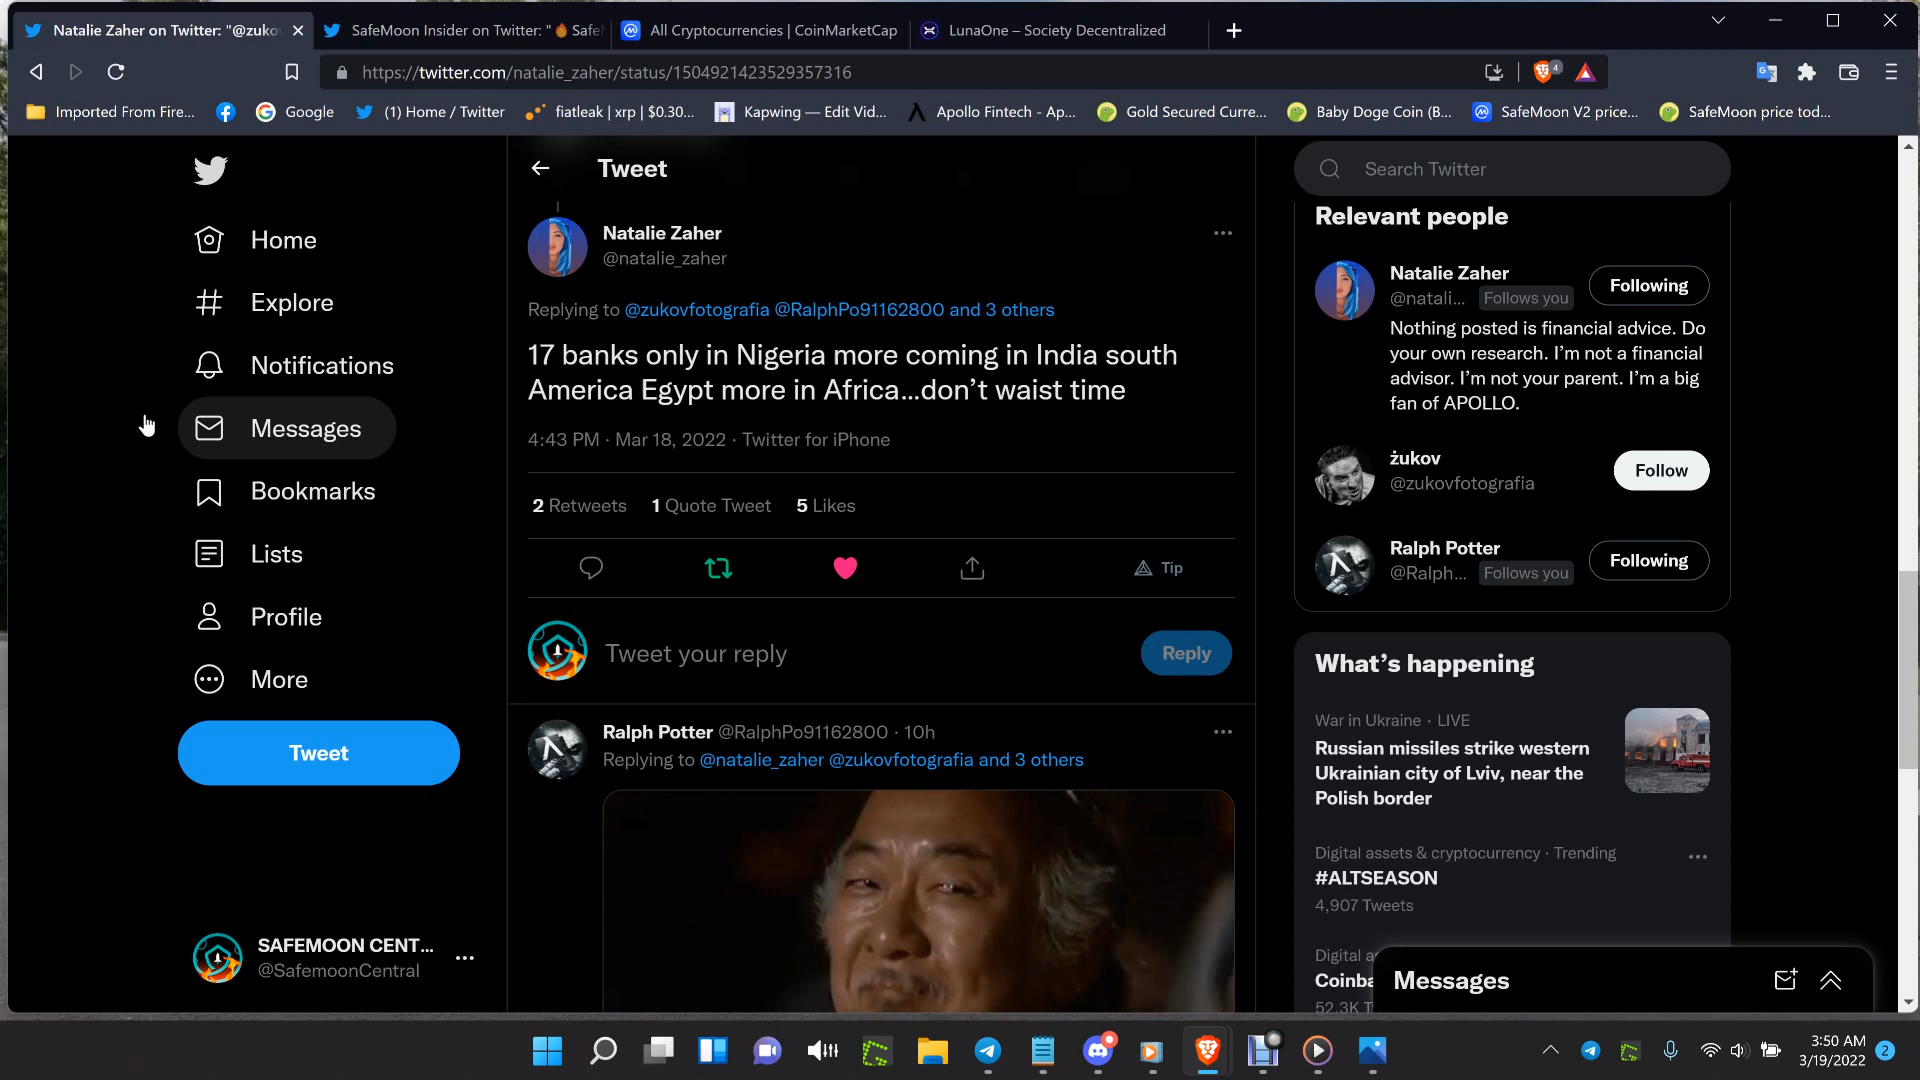 Natalie Zaher on Twitter: "@zuko
SafeMoon Insider on Twitter: "🔥Safe
All Cryptocurrencies | CoinMarketCap
LunaOne – Society Decentralized
https://twitter.com/natalie_zaher/status/1504921423529357316
4
Imported From Fire...
Google
(1) Home / Twitter
fiatleak | xrp | $0.30...
Kapwing — Edit Vid...
Apollo Fintech - Ap...
Gold Secured Curre...
Baby Doge Coin (B...
SafeMoon V2 price...
SafeMoon price tod...
Home
Explore
Notifications
Messages
Bookmarks
Lists
Profile
More
Tweet
SAFEMOON CENT...
@SafemoonCentral
Tweet
Natalie Zaher
@natalie_zaher
Replying to @zukovfotografia @RalphPo91162800 and 3 others
17 banks only in Nigeria more coming in India south
America Egypt more in Africa...don't waist time
4:43 PM · Mar 18, 2022 · Twitter for iPhone
2 Retweets 1 Quote Tweet 5 Likes
Tip
Tweet your reply
Reply
Ralph Potter @RalphPo91162800 · 10h
Replying to @natalie_zaher @zukovfotografia and 3 others
Search Twitter
Relevant people
Natalie Zaher
@natali... Follows you
Following
Nothing posted is financial advice. Do
your own research. I'm not a financial
advisor. I'm not your parent. I'm a big
fan of APOLLO.
żukov
@zukovfotografia
Follow
Ralph Potter
@Ralph... Follows you
Following
What's happening
War in Ukraine · LIVE
Russian missiles strike western
Ukrainian city of Lviv, near the
Polish border
Digital assets & cryptocurrency · Trending
#ALTSEASON
4,907 Tweets
Digital a
Coinba
52.3K T
Messages
3:50 AM
3/19/2022
2